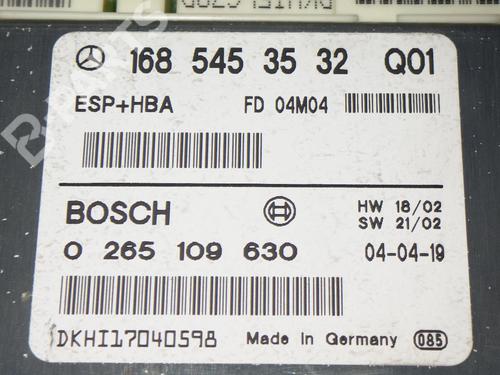 168 545 35 32 Q01
ESP+HBA FD 04M04
BOSCH HW 18/02
SW 21/02
0 265 109 630 04-04-19
DKHI17040598 Made in Germany 085